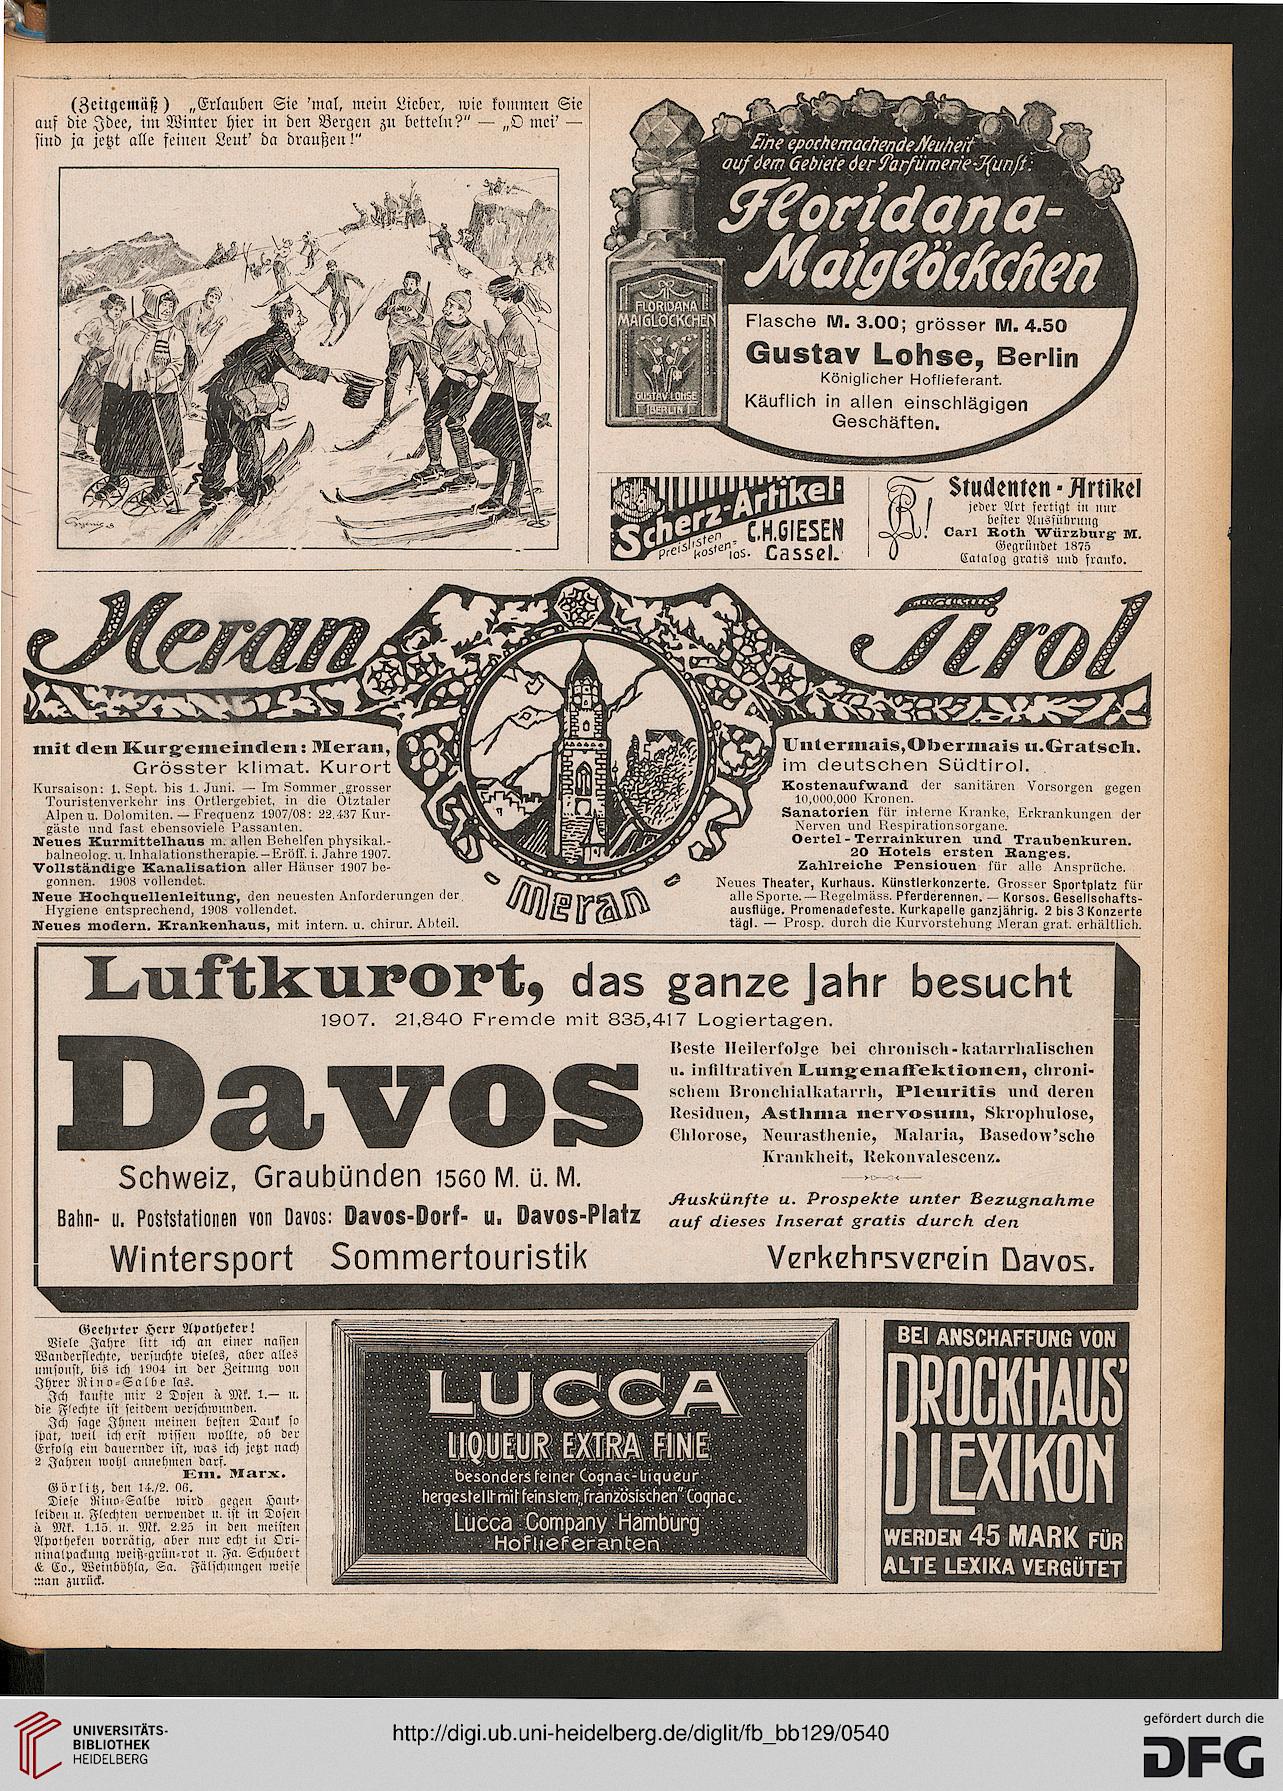 (Zeitgemäß) „Erlauben Sie 'mal, mein Lieber, wie kommen Sie
auf die Idee, im Winter hier in den Bergen zu betteln?" — „O mei' —
sind ja jetzt alle feinen Leut' da draußen!"
Eine epochemachende Neuheit
auf dem Gebiete der Parfümerie-Kunst:
Floridana-
Maiglöckchen
FLORIDANA
MAIGLÖCKCHEN
GUSTAV LOHSE
BERLIN
Flasche M. 3.00; grösser M. 4.50
Gustav Lohse, Berlin
Königlicher Hoflieferant.
Käuflich in allen einschlägigen
Geschäften.
Scherz-Artikel
Preislisten
kosten-
los.
C.H.GIESEN
Cassel.
Studenten-Artikel
jeder Art fertigt in nur
bester Ausführung
Carl Roth Würzburg M.
Gegründet 1875
Catalog gratis und franko.
Meran Tirol
mit den Kurgemeinden: Meran,
Grösster klimat. Kurort
Kursaison: 1. Sept. bis 1. Juni. — Im Sommer grosser
Touristenverkehr ins Ortlergebiet, in die Ötztaler
Alpen u. Dolomiten. — Frequenz 1907/08: 22,437 Kur-
gäste und fast ebensoviele Passanten.
Neues Kurmittelhaus m. allen Behelfen physikal.-
balneolog. u. Inhalationstherapie. — Eröff. i. Jahre 1907.
Vollständige Kanalisation aller Häuser 1907 be-
gonnen. 1908 vollendet.
Neue Hochquellenleitung, den neuesten Anforderungen der
Hygiene entsprechend, 1908 vollendet.
Neues modern. Krankenhaus, mit intern. u. chirur. Abteil.
- Meran -
Untermais, Obermais u. Gratsch.
im deutschen Südtirol.
Kostenaufwand der sanitären Vorsorgen gegen
10,000,000 Kronen.
Sanatorien für interne Kranke, Erkrankungen der
Nerven und Respirationsorgane.
Oertel-Terrainkuren und Traubenkuren.
20 Hotels ersten Ranges.
Zahlreiche Pensionen für alle Ansprüche.
Neues Theater, Kurhaus. Künstlerkonzerte. Grosser Sportplatz für
alle Sporte. — Regelmäss. Pferderennen. — Korsos. Gesellschafts-
ausflüge. Promenadefeste. Kurkapelle ganzjährig. 2 bis 3 Konzerte
tägl. — Prosp. durch die Kurvorstehung Meran grat. erhältlich.
Luftkurort, das ganze Jahr besucht
1907. 21,840 Fremde mit 835,417 Logiertagen.
Davos
Schweiz, Graubünden 1560 M. ü. M.
Bahn- u. Poststationen von Davos: Davos-Dorf- u. Davos-Platz
Wintersport Sommertouristik
Beste Heilerfolge bei chronisch-katarrhalischen
u. infiltrativen Lungenaffektionen, chroni-
schem Bronchialkatarrh, Pleuritis und deren
Residuen, Asthma nervosum, Skrophulose,
Chlorose, Neurasthenie, Malaria, Basedow'sche
Krankheit, Rekonvalescenz.
Auskünfte u. Prospekte unter Bezugnahme
auf dieses Inserat gratis durch den
Verkehrsverein Davos.
Geehrter Herr Apotheker!
Viele Jahre litt ich an einer nassen
Wanderflechte, versuchte vieles, aber alles
umsonst, bis ich 1904 in der Zeitung von
Ihrer Rino-Salbe las.
Ich kaufte mir 2 Dosen à Mk. 1.— u.
die Flechte ist seitdem verschwunden.
Ich sage Ihnen meinen besten Dank so
spät, weil ich erst wissen wollte, ob der
Erfolg ein dauernder ist, was ich jetzt nach
2 Jahren wohl annehmen darf.
Em. Marx.
Görlitz, den 14./2. 06.
Diese Rino-Salbe wird gegen Haut-
leiden u. Flechten verwendet u. ist in Dosen
à Mk. 1.15 u. Mk. 2.25 in den meisten
Apotheken vorrätig, aber nur echt in Ori-
ninalpackung weiß-grün-rot u. Fa. Schubert
& Co., Weinböhla, Sa. Fälschungen weise
man zurück.
LUCCA
LIQUEUR EXTRA FINE
besonders feiner Cognac-Liqueur
hergestellt mit feinstem,französischen" Cognac.
Lucca Company Hamburg
Hoflieferanten
BEI ANSCHAFFUNG VON
BROCKHAUS'
LEXIKON
WERDEN 45 MARK FÜR
ALTE LEXIKA VERGÜTET
UNIVERSITÄTS-
BIBLIOTHEK
HEIDELBERG
http://digi.ub.uni-heidelberg.de/diglit/fb_bb129/0540
gefördert durch die
DFG